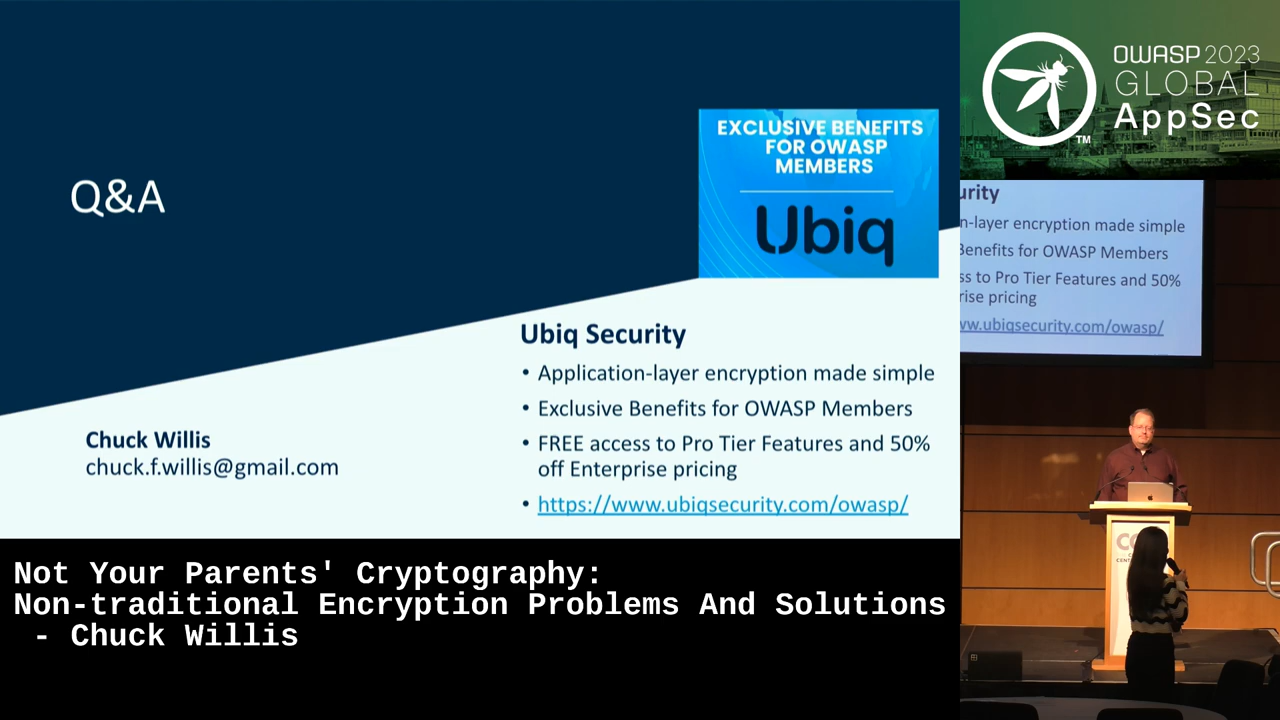 Q&A
EXCLUSIVE BENEFITS
FOR OWASP
MEMBERS
Ubiq
Ubiq Security
• Application-layer encryption made simple
• Exclusive Benefits for OWASP Members
• FREE access to Pro Tier Features and 50%
off Enterprise pricing
• https://www.ubiqsecurity.com/owasp/
Chuck Willis
chuck.f.willis@gmail.com
Not Your Parents' Cryptography:
Non-traditional Encryption Problems And Solutions
- Chuck Willis
OWASP 2023
GLOBAL
AppSec
TM
urity
n-layer encryption made simple
Benefits for OWASP Members
ss to Pro Tier Features and 50%
rise pricing
ww.ubiqsecurity.com/owasp/